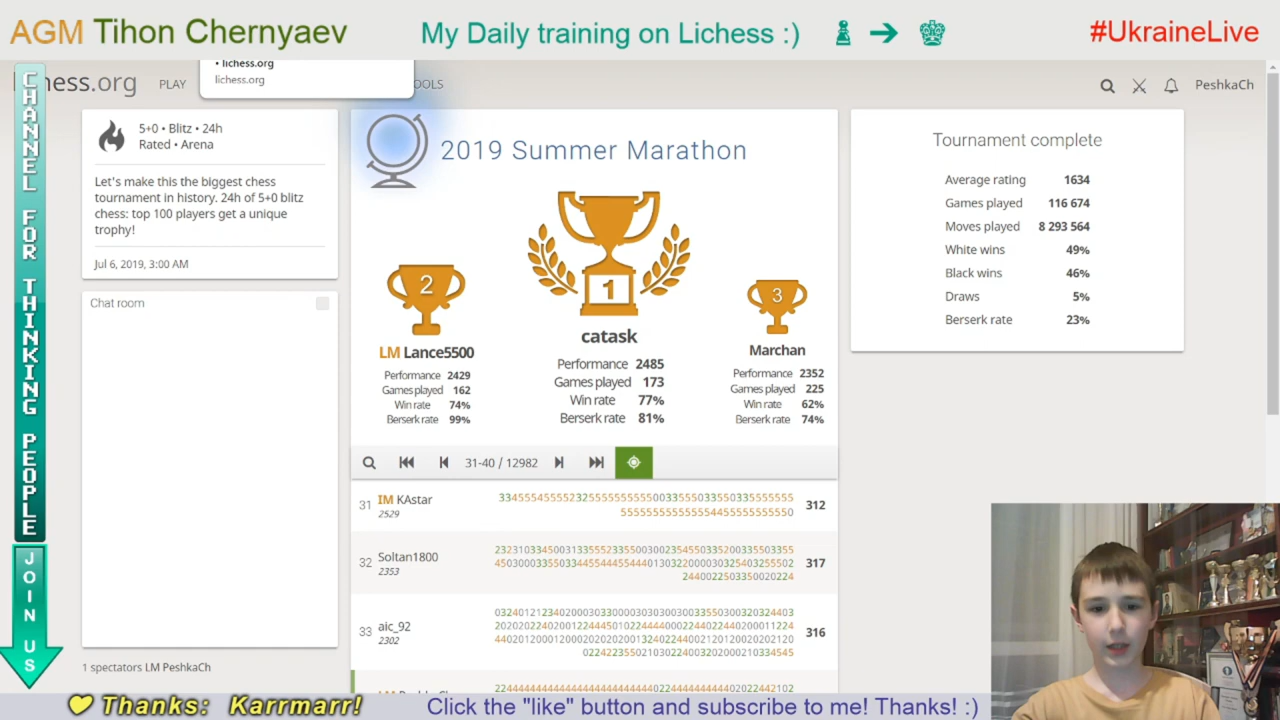 AGM Tihon Chernyaev
My Daily training on Lichess :)
#UkraineLive
CHANNEL FOR THINKING PEOPLE
JOIN US
hess.org
PLAY
• lichess.org
lichess.org
OOLS
PeshkaCh
5+0 • Blitz • 24h
Rated • Arena
Let's make this the biggest chess
tournament in history. 24h of 5+0 blitz
chess: top 100 players get a unique
trophy!
Jul 6, 2019, 3:00 AM
Chat room
1 spectators LM PeshkaCh
2019 Summer Marathon
2
LM Lance5500
Performance 2429
Games played 162
Win rate 74%
Berserk rate 99%
1
catask
Performance 2485
Games played 173
Win rate 77%
Berserk rate 81%
3
Marchan
Performance 2352
Games played 225
Win rate 62%
Berserk rate 74%
31-40 / 12982
31 IM KAstar 312
2529
32 Soltan1800 317
2353
33 aic_92 316
2302
Tournament complete
Average rating 1634
Games played 116 674
Moves played 8 293 564
White wins 49%
Black wins 46%
Draws 5%
Berserk rate 23%
Thanks: Karrmarr!
Click the "like" button and subscribe to me! Thanks! :)